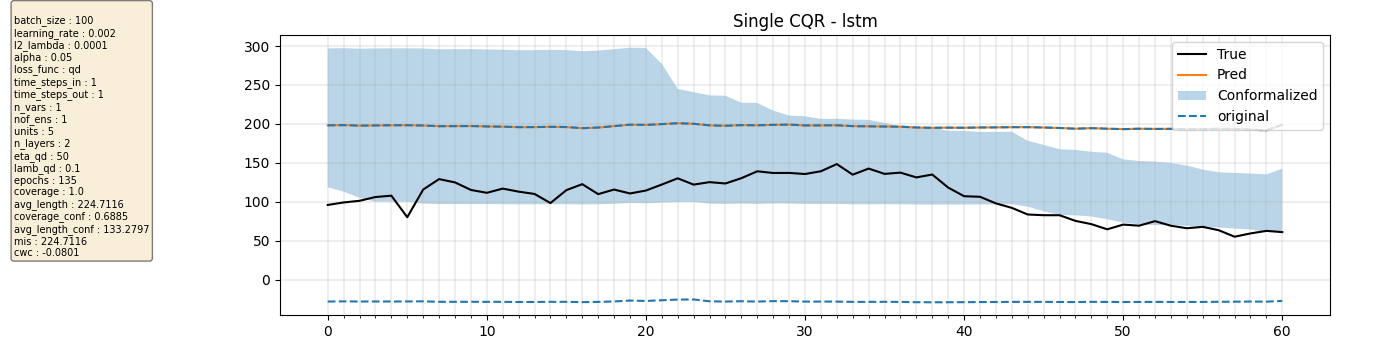 batch_size : 100
learning_rate : 0.002
l2_lambda : 0.0001
alpha : 0.05
loss_func : qd
time_steps_in : 1
time_steps_out : 1
n_vars : 1
nof_ens : 1
units : 5
n_layers : 2
eta_qd : 50
lamb_qd : 0.1
epochs : 135
coverage : 1.0
avg_length : 224.7116
coverage_conf : 0.6885
avg_length_conf : 133.2797
mis : 224.7116
cwc : -0.0801
Single CQR - lstm
300
250
200
150
100
50
0
True
Pred
Conformalized
original
0 10 20 30 40 50 60